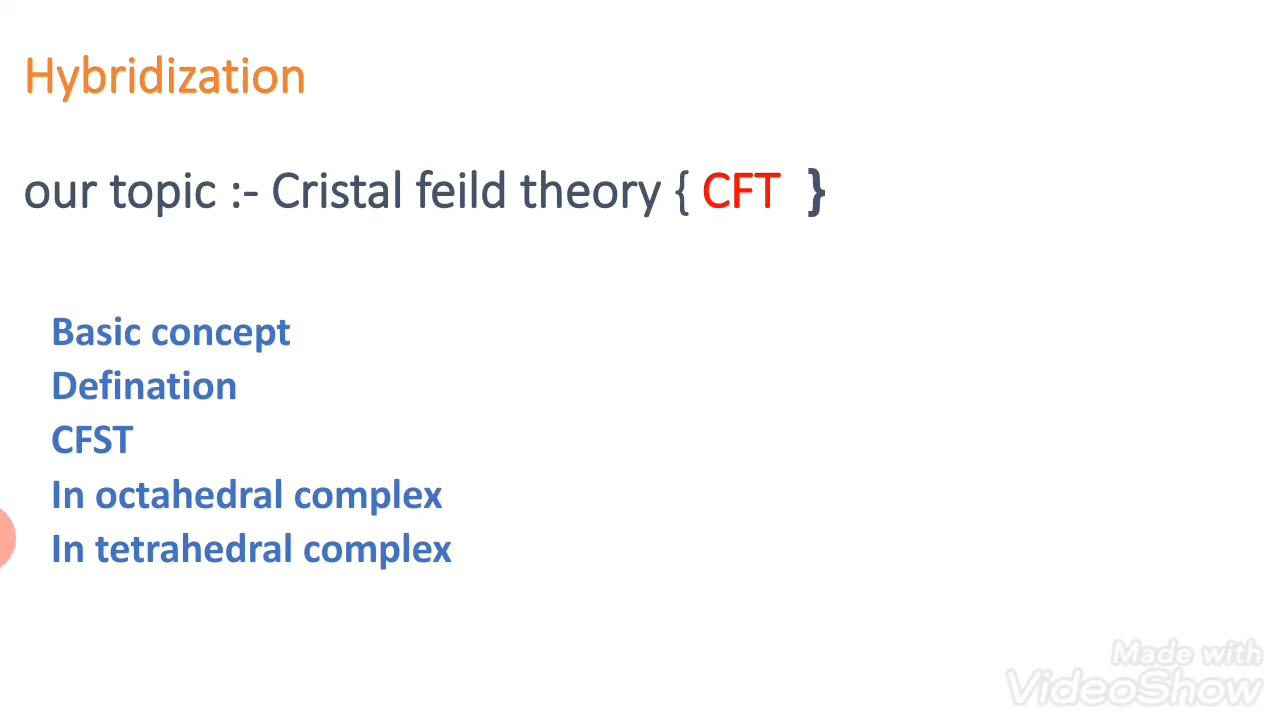 Hybridization
our topic :- Cristal feild theory { CFT }
Basic concept
Defination
CFST
In octahedral complex
In tetrahedral complex
Made with
VideoShow